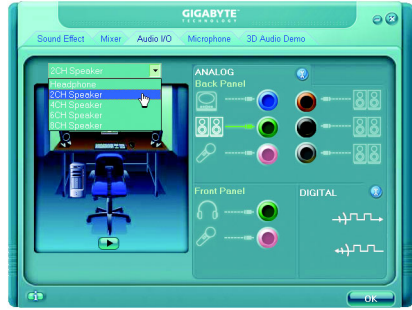 GIGABYTE
TECHNOLOGY
Sound Effect
Mixer
Audio I/O
Microphone
3D Audio Demo
2CH Speaker
Headphone
2CH Speaker
4CH Speaker
6CH Speaker
8CH Speaker
ANALOG
Back Panel
Front Panel
DIGITAL
OK